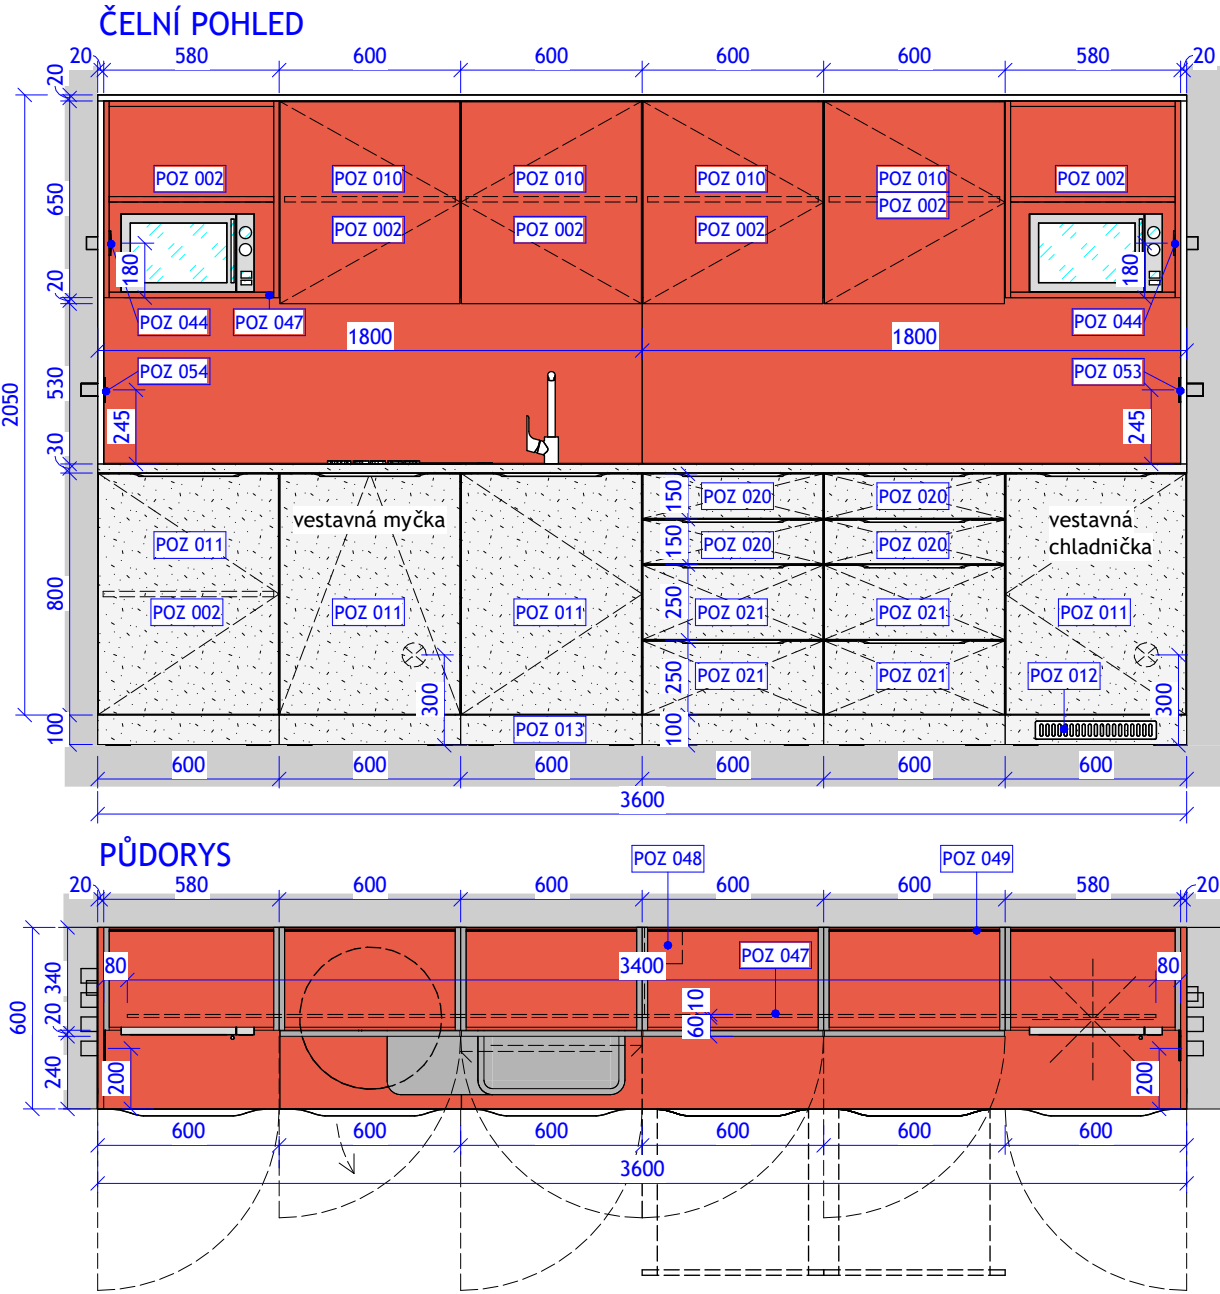 ČELNÍ POHLED
20 580 600 600 600 600 580 20
20
POZ 002 POZ 010 POZ 010 POZ 010 POZ 010 POZ 002
650
POZ 002
POZ 002 POZ 002 POZ 002
180 180
20
POZ 044 POZ 047 POZ 044
1800 1800
POZ 054 POZ 053
530
2050
245 245
30
150 POZ 020 POZ 020
vestavná myčka
vestavná
chladnička
POZ 011 150 POZ 020 POZ 020
800
POZ 002 POZ 011 POZ 011 250 POZ 021 POZ 021 POZ 011
250 POZ 021 POZ 021 POZ 012
300 300
100 POZ 013 100
600 600 600 600 600 600
3600
PŮDORYS
POZ 048 POZ 049
20 580 600 600 600 600 580 20
POZ 047
80 3400 80
340
600
20
10
60
240
200 200
600 600 600 600 600 600
3600